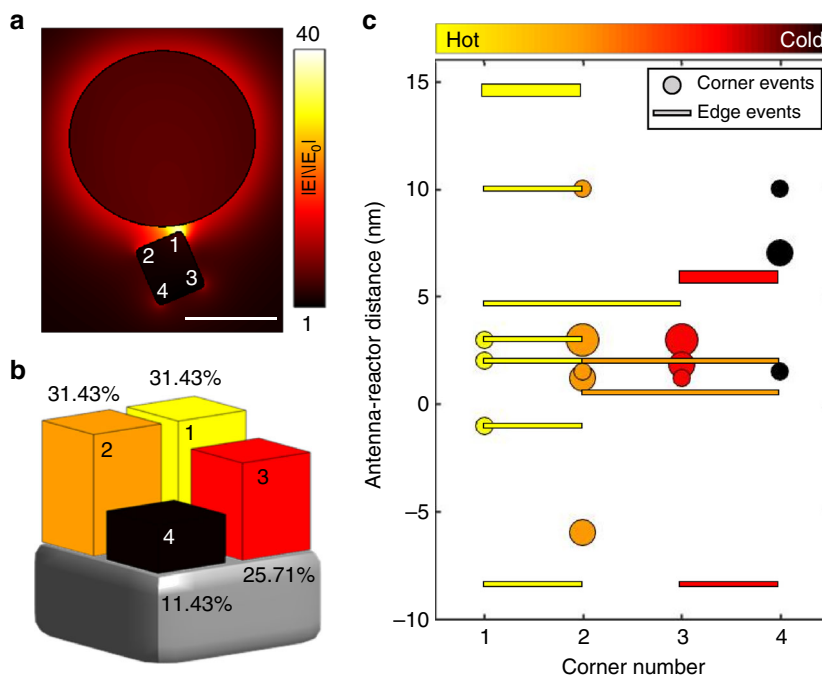 a
40
|E|\|E0|
1
1
2
3
4
b
31.43%
31.43%
1
2
3
4
25.71%
11.43%
c
Hot
Cold
Corner events
Edge events
Antenna-reactor distance (nm)
15
10
5
0
–5
–10
1 2 3 4
Corner number